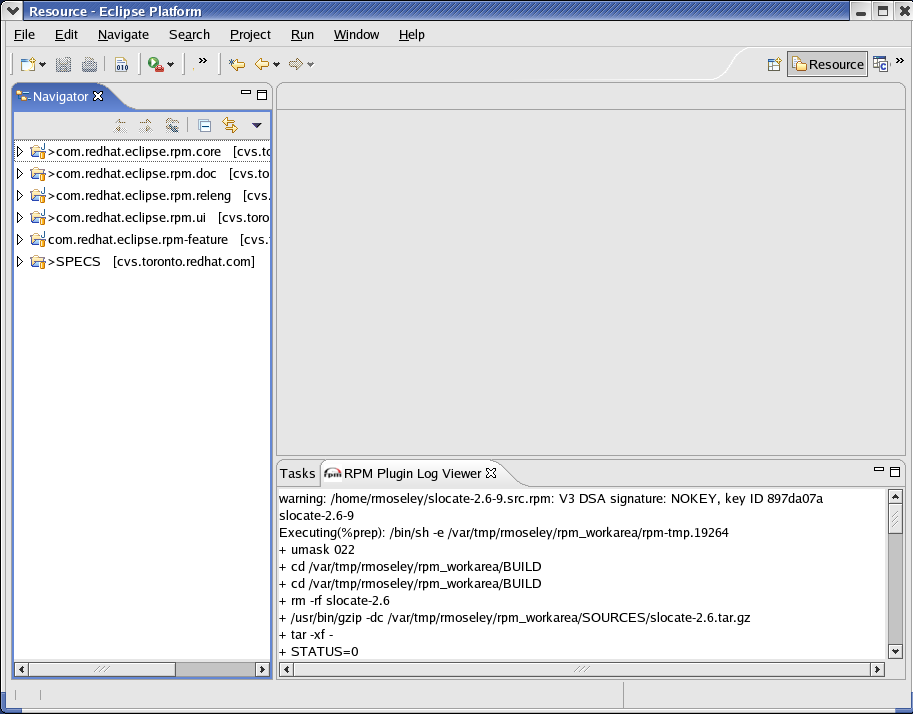 Resource - Eclipse Platform
File Edit Navigate Search Project Run Window Help
010 » Resource C »
Navigator
>com.redhat.eclipse.rpm.core [cvs.to
>com.redhat.eclipse.rpm.doc [cvs.to
>com.redhat.eclipse.rpm.releng [cvs.
>com.redhat.eclipse.rpm.ui [cvs.toro
com.redhat.eclipse.rpm-feature [cvs.
>SPECS [cvs.toronto.redhat.com]
Tasks rpm RPM Plugin Log Viewer
warning: /home/rmoseley/slocate-2.6-9.src.rpm: V3 DSA signature: NOKEY, key ID 897da07a
slocate-2.6-9
Executing(%prep): /bin/sh -e /var/tmp/rmoseley/rpm_workarea/rpm-tmp.19264
+ umask 022
+ cd /var/tmp/rmoseley/rpm_workarea/BUILD
+ cd /var/tmp/rmoseley/rpm_workarea/BUILD
+ rm -rf slocate-2.6
+ /usr/bin/gzip -dc /var/tmp/rmoseley/rpm_workarea/SOURCES/slocate-2.6.tar.gz
+ tar -xf -
+ STATUS=0